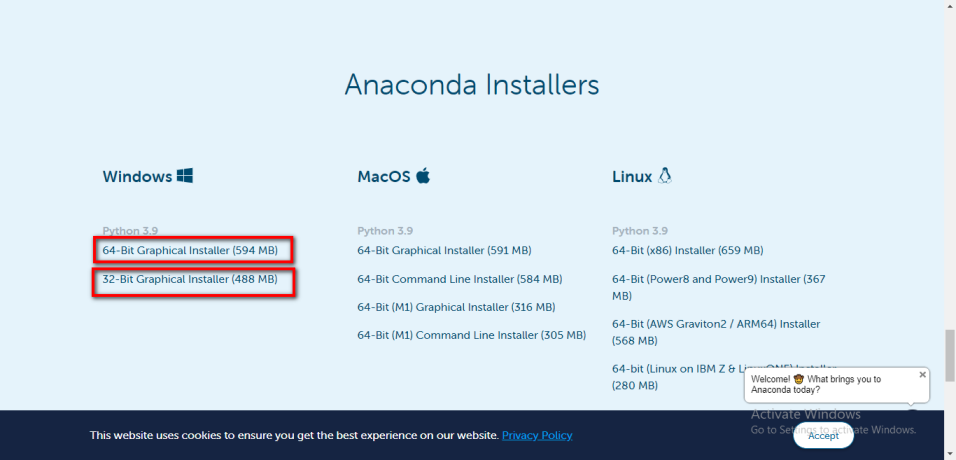 Anaconda Installers
Windows
Python 3.9
64-Bit Graphical Installer (594 MB)
32-Bit Graphical Installer (488 MB)
MacOS
Python 3.9
64-Bit Graphical Installer (591 MB)
64-Bit Command Line Installer (584 MB)
64-Bit (M1) Graphical Installer (316 MB)
64-Bit (M1) Command Line Installer (305 MB)
Linux
Python 3.9
64-Bit (x86) Installer (659 MB)
64-Bit (Power8 and Power9) Installer (367
MB)
64-Bit (AWS Graviton2 / ARM64) Installer
(568 MB)
64-bit (Linux on IBM Z & LinuxONE) Installer
(280 MB)
Welcome! What brings you to
Anaconda today?
This website uses cookies to ensure you get the best experience on our website. Privacy Policy
Accept
Activate Windows
Go to Settings to activate Windows.